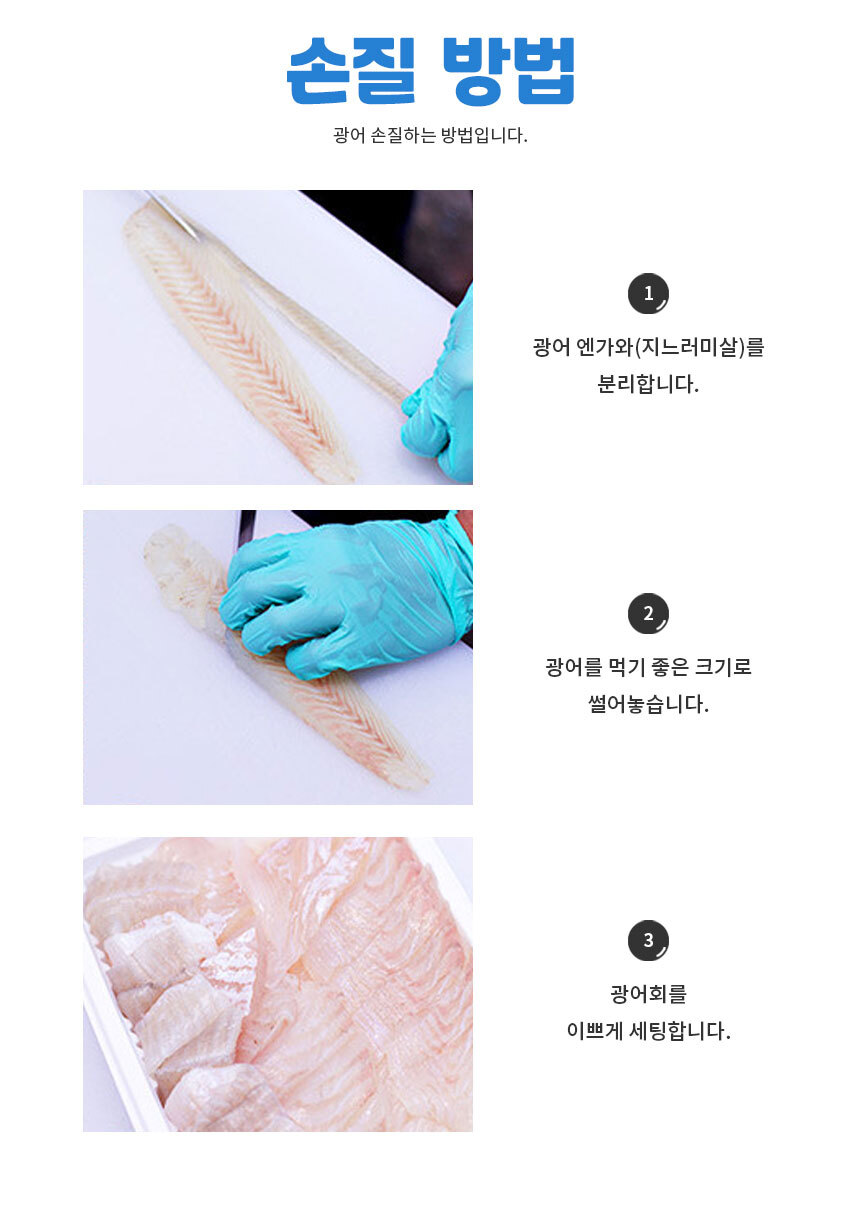 손질 방법
광어 손질하는 방법입니다.
1
광어 엔가와(지느러미살)를
분리합니다.
2
광어를 먹기 좋은 크기로
썰어놓습니다.
3
광어회를
이쁘게 세팅합니다.